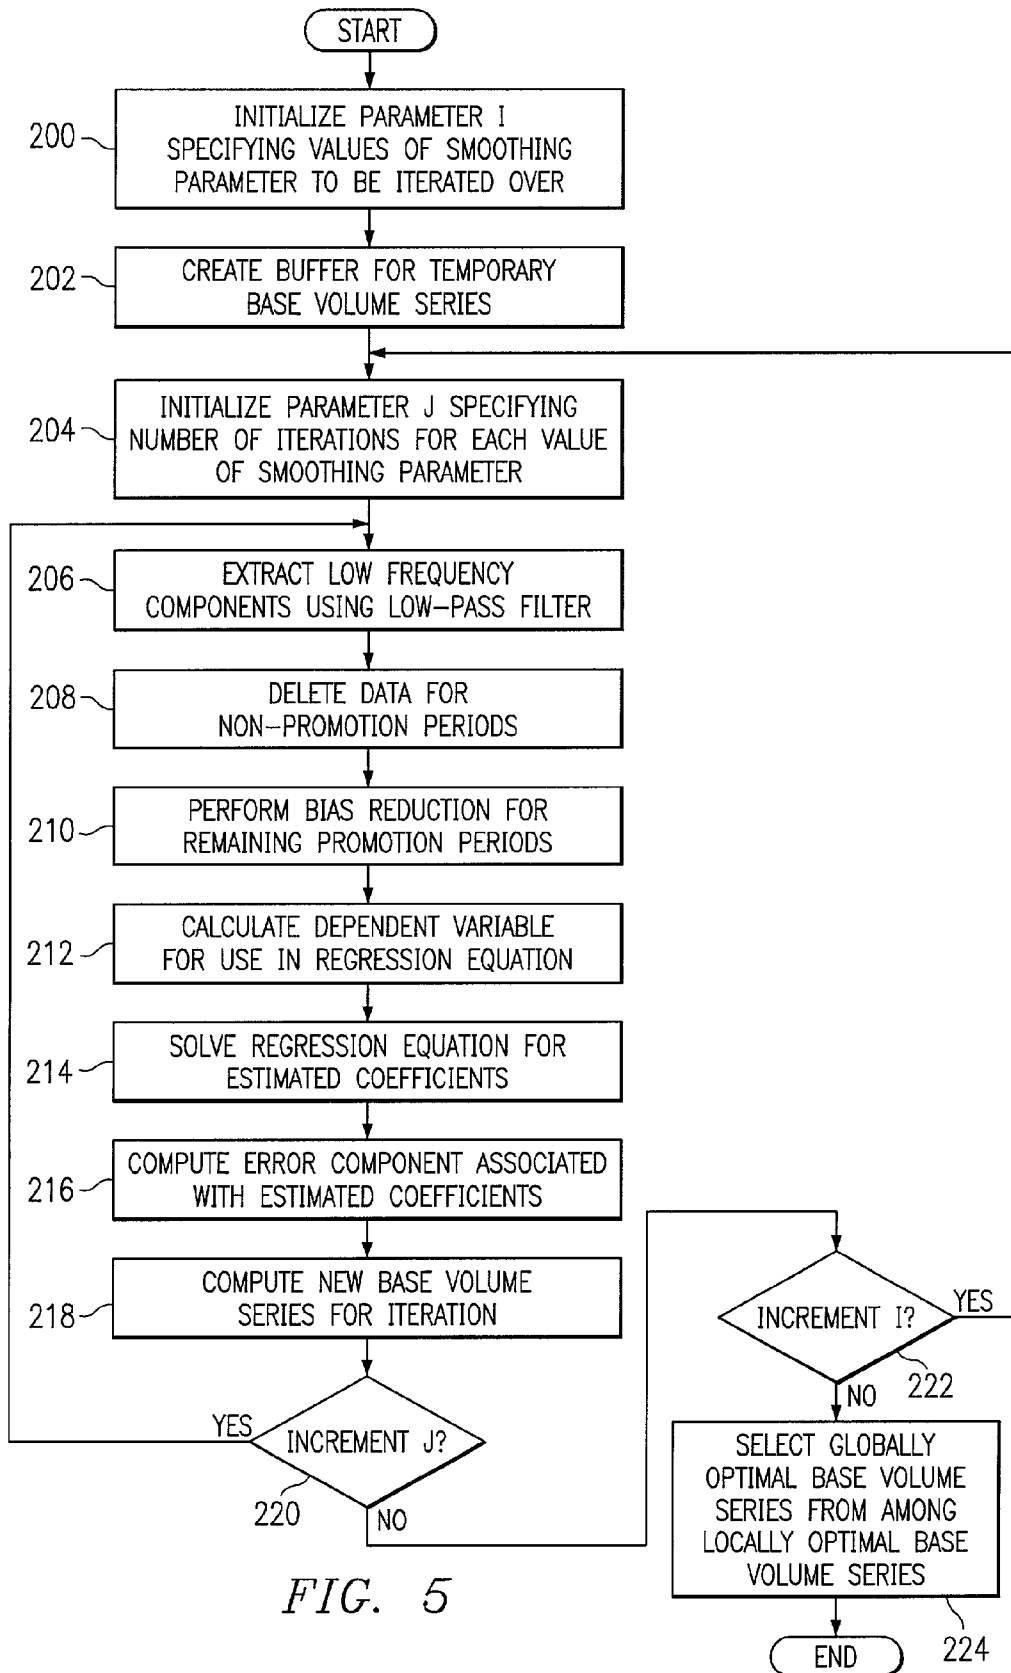 START
200
INITIALIZE PARAMETER I
SPECIFYING VALUES OF SMOOTHING
PARAMETER TO BE ITERATED OVER
202
CREATE BUFFER FOR TEMPORARY
BASE VOLUME SERIES
204
INITIALIZE PARAMETER J SPECIFYING
NUMBER OF ITERATIONS FOR EACH VALUE
OF SMOOTHING PARAMETER
206
EXTRACT LOW FREQUENCY
COMPONENTS USING LOW-PASS FILTER
208
DELETE DATA FOR
NON-PROMOTION PERIODS
210
PERFORM BIAS REDUCTION FOR
REMAINING PROMOTION PERIODS
212
CALCULATE DEPENDENT VARIABLE
FOR USE IN REGRESSION EQUATION
214
SOLVE REGRESSION EQUATION FOR
ESTIMATED COEFFICIENTS
216
COMPUTE ERROR COMPONENT ASSOCIATED
WITH ESTIMATED COEFFICIENTS
218
COMPUTE NEW BASE VOLUME
SERIES FOR ITERATION
YES
INCREMENT J?
220
NO
INCREMENT I?
YES
222
NO
SELECT GLOBALLY
OPTIMAL BASE VOLUME
SERIES FROM AMONG
LOCALLY OPTIMAL BASE
VOLUME SERIES
224
END
FIG. 5